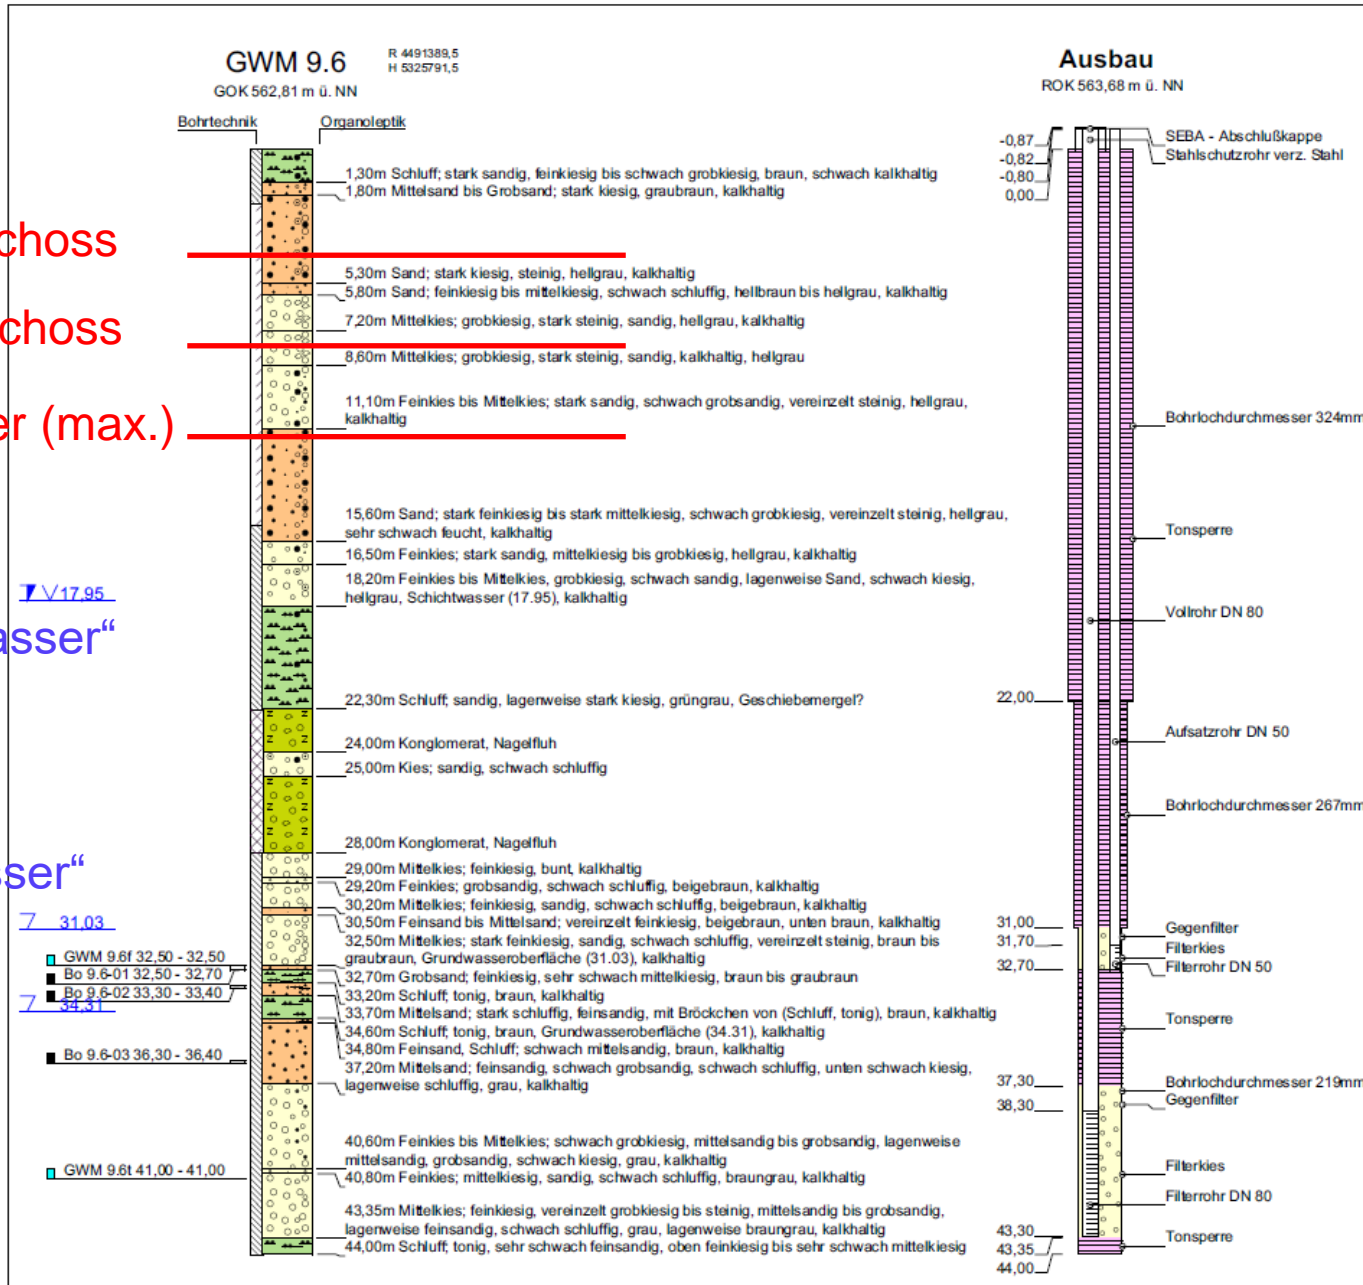 GWM 9.6
R 4491389,5
H 5325791,5
GOK 562,81 m ü. NN
Bohrtechnik
Organoleptik
1,30m Schluff; stark sandig, feinkiesig bis schwach grobkiesig, braun, schwach kalkhaltig
1,80m Mittelsand bis Grobsand; stark kiesig, graubraun, kalkhaltig
choss
5,30m Sand; stark kiesig, steinig, hellgrau, kalkhaltig
5,80m Sand; feinkiesig bis mittelkiesig, schwach schluffig, hellbraun bis hellgrau, kalkhaltig
7,20m Mittelkies; grobkiesig, stark steinig, sandig, hellgrau, kalkhaltig
choss
8,60m Mittelkies; grobkiesig, stark steinig, sandig, kalkhaltig, hellgrau
11,10m Feinkies bis Mittelkies; stark sandig, schwach grobsandig, vereinzelt steinig, hellgrau,
kalkhaltig
er (max.)
15,60m Sand; stark feinkiesig bis stark mittelkiesig, schwach grobkiesig, vereinzelt steinig, hellgrau,
sehr schwach feucht, kalkhaltig
16,50m Feinkies; stark sandig, mittelkiesig bis grobkiesig, hellgrau, kalkhaltig
18,20m Feinkies bis Mittelkies, grobkiesig, schwach sandig, lagenweise Sand, schwach kiesig,
hellgrau, Schichtwasser (17.95), kalkhaltig
17,95
asser“
22,30m Schluff; sandig, lagenweise stark kiesig, grüngrau, Geschiebemergel?
24,00m Konglomerat, Nagelfluh
25,00m Kies; sandig, schwach schluffig
28,00m Konglomerat, Nagelfluh
sser“
29,00m Mittelkies; feinkiesig, bunt, kalkhaltig
29,20m Feinkies; grobsandig, schwach schluffig, beigebraun, kalkhaltig
30,20m Mittelkies; feinkiesig, sandig, schwach schluffig, beigebraun, kalkhaltig
30,50m Feinsand bis Mittelsand; vereinzelt feinkiesig, beigebraun, unten braun, kalkhaltig
31,03
32,50m Mittelkies; stark feinkiesig, sandig, schwach schluffig, vereinzelt steinig, braun bis
graubraun, Grundwasseroberfläche (31.03), kalkhaltig
GWM 9.6f 32,50 - 32,50
Bo 9.6-01 32,50 - 32,70
Bo 9.6-02 33,30 - 33,40
34,31
32,70m Grobsand; feinkiesig, sehr schwach mittelkiesig, braun bis graubraun
33,20m Schluff; tonig, braun, kalkhaltig
33,70m Mittelsand; stark schluffig, feinsandig, mit Bröckchen von (Schluff, tonig), braun, kalkhaltig
34,60m Schluff; tonig, braun, Grundwasseroberfläche (34.31), kalkhaltig
34,80m Feinsand, Schluff; schwach mittelsandig, braun, kalkhaltig
Bo 9.6-03 36,30 - 36,40
37,20m Mittelsand; feinsandig, schwach grobsandig, schwach schluffig, unten schwach kiesig,
lagenweise schluffig, grau, kalkhaltig
40,60m Feinkies bis Mittelkies; schwach grobkiesig, mittelsandig bis grobsandig, lagenweise
mittelsandig, grobsandig, schwach kiesig, grau, kalkhaltig
GWM 9.6t 41,00 - 41,00
40,80m Feinkies; mittelkiesig, sandig, schwach schluffig, braungrau, kalkhaltig
43,35m Mittelkies; feinkiesig, vereinzelt grobkiesig bis steinig, mittelsandig bis grobsandig,
lagenweise feinsandig, schwach schluffig, grau, lagenweise braungrau, kalkhaltig
44,00m Schluff; tonig, sehr schwach feinsandig, oben feinkiesig bis sehr schwach mittelkiesig
Ausbau
ROK 563,68 m ü. NN
-0,87
-0,82
-0,80
0,00
SEBA - Abschlußkappe
Stahlschutzrohr verz. Stahl
Bohrlochdurchmesser 324mm
Tonsperre
Vollrohr DN 80
22,00
Aufsatzrohr DN 50
Bohrlochdurchmesser 267mm
31,00
31,70
32,70
Gegenfilter
Filterkies
Filterrohr DN 50
Tonsperre
37,30
38,30
Bohrlochdurchmesser 219mm
Gegenfilter
Filterkies
Filterrohr DN 80
43,30
43,35
44,00
Tonsperre